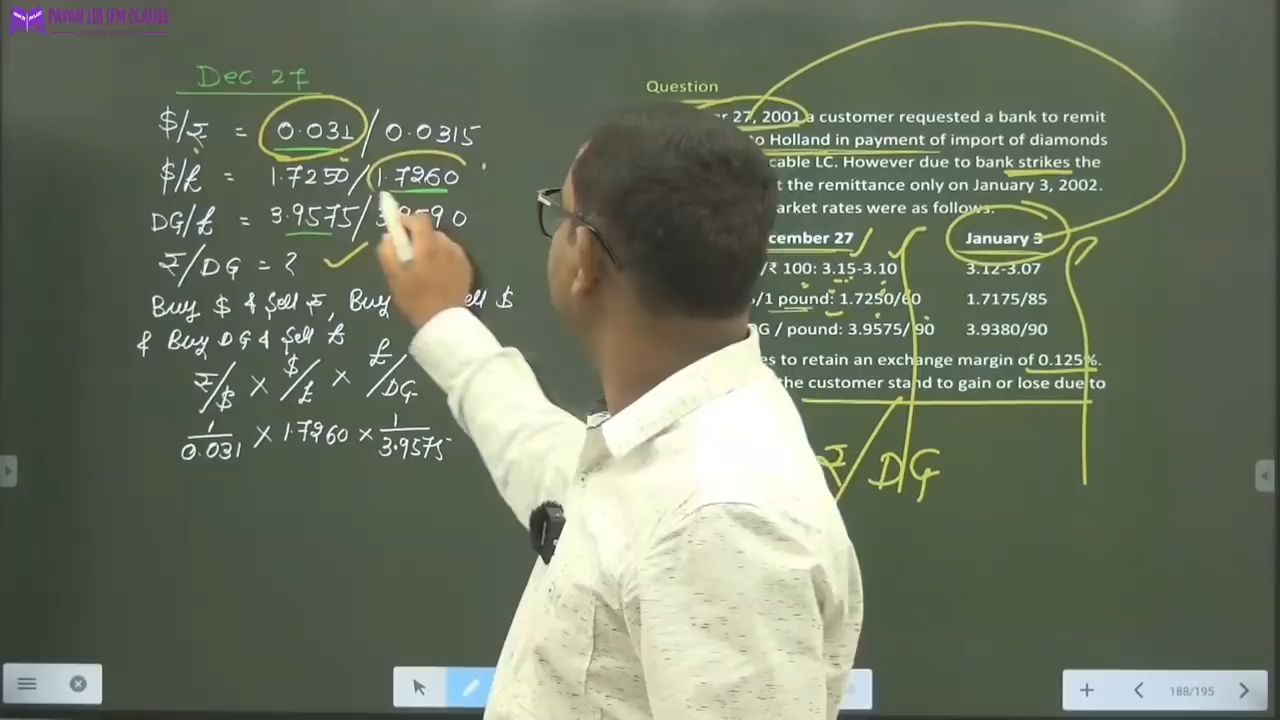 PAVAN SIR IFM CLASSES
Dec 27
$/₹ = 0.031 / 0.0315
$/£ = 1.7250 / 1.7260
DG/£ = 3.9575 / 90
₹/DG = ?
Buy $ & Sell ₹, Buy Sell $
& Buy DG & Sell £
₹/$ × $/£ × £/DG
1/0.031 × 1.7260 × 1/3.9575
Question
27, 2001 a customer requested a bank to remit
to Holland in payment of import of diamonds
LC. However due to bank strikes the
the remittance only on January 3, 2002.
rates were as follows.
27 January 3
/₹ 100: 3.15-3.10 3.12-3.07
/1 pound: 1.7250/60 1.7175/85
/ pound: 3.9575/ 90 3.9380/90
to retain an exchange margin of 0.125%.
the customer stand to gain or lose due to
₹/DG
188/195